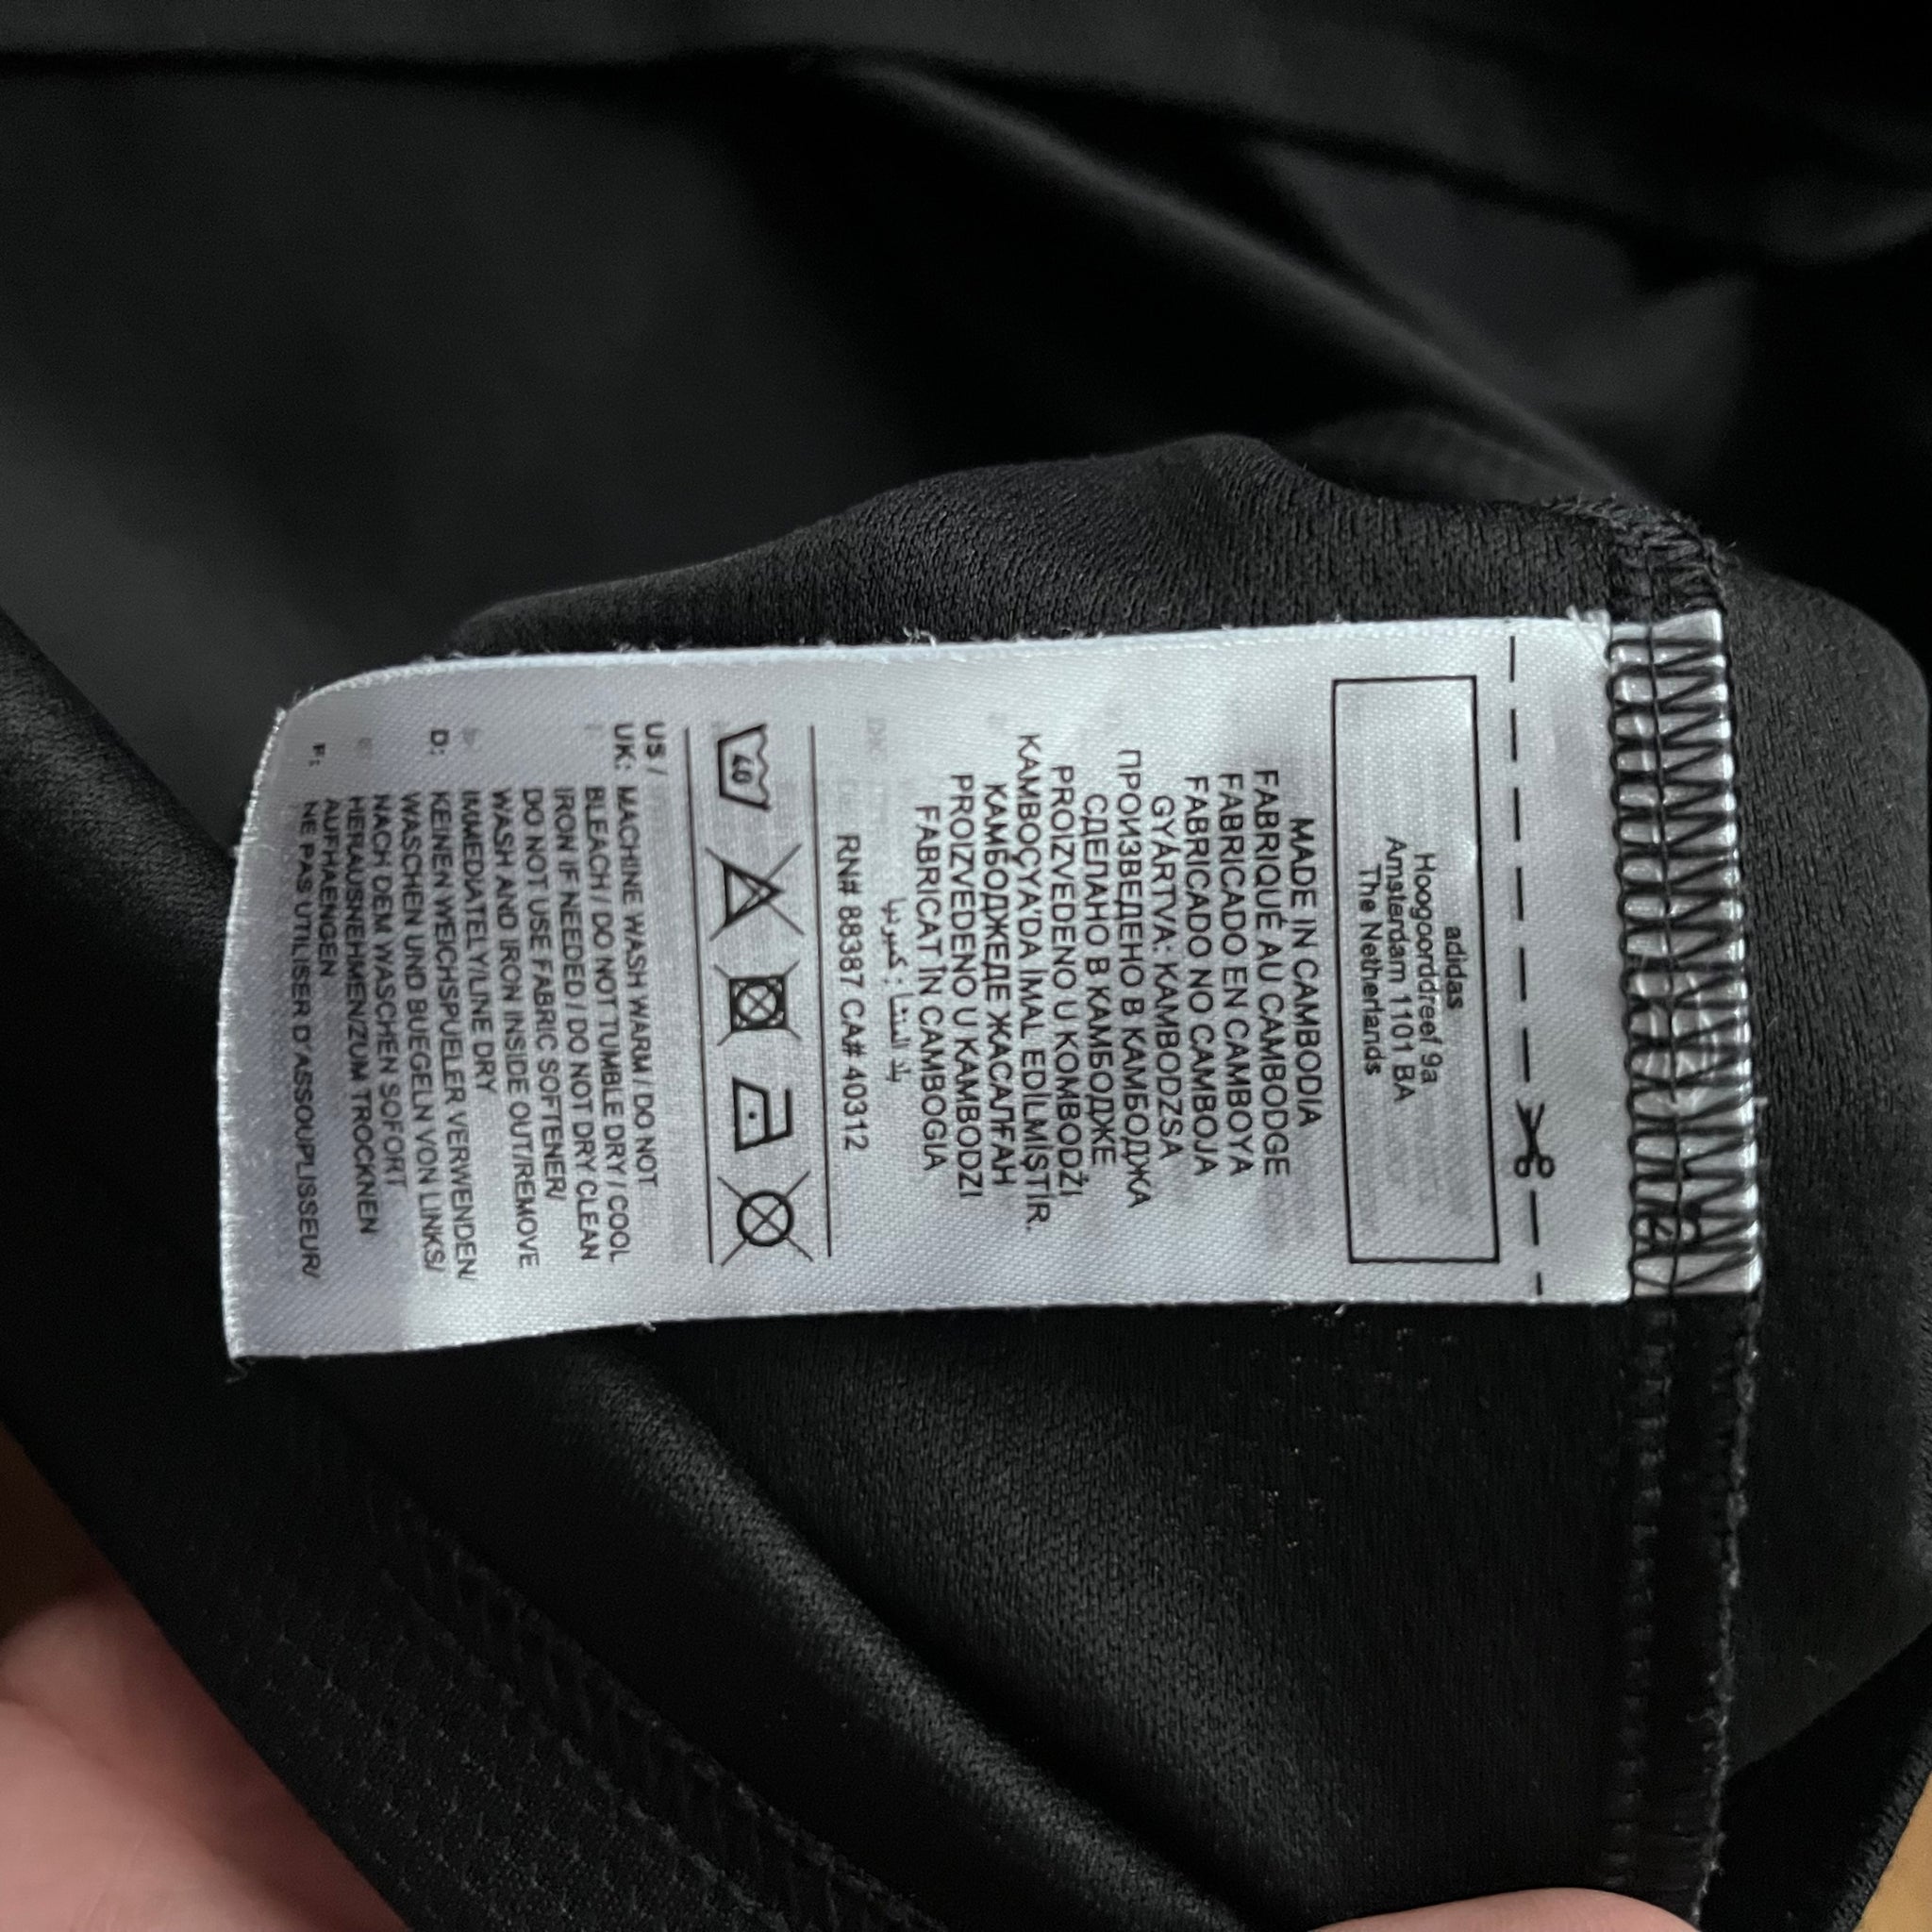 adidas
Hoogoorddreef 9a
Amsterdam 1101 BA
The Netherlands
MADE IN CAMBODIA
FABRIQUÉ AU CAMBODGE
FABRICADO EN CAMBOYA
FABRICADO NO CAMBOJA
GYÁRTVA: KAMBODZSA
ПРОИЗВЕДЕНО В КАМБОДЖА
СДЕЛАНО В КАМБОДЖЕ
PROIZVEDENO U KOMBODŽI
KAMBOÇYA'DA İMAL EDİLMİŞTİR.
КАМБОДЖЕДЕ ЖАСАЛҒАН
PROIZVEDENO U KAMBODZI
FABRICAT ÎN CAMBOGIA
بلد المنشأ : كمبوديا
RN# 88387 CA# 40312
40
US /
UK: MACHINE WASH WARM / DO NOT
BLEACH / DO NOT TUMBLE DRY / COOL
IRON IF NEEDED / DO NOT DRY CLEAN
DO NOT USE FABRIC SOFTENER/
WASH AND IRON INSIDE OUT/REMOVE
IMMEDIATELY/LINE DRY
D: KEINEN WEICHSPUELER VERWENDEN/
WASCHEN UND BUEGELN VON LINKS/
NACH DEM WASCHEN SOFORT
HERAUSNEHMEN/ZUM TROCKNEN
AUFHAENGEN
F: NE PAS UTILISER D'ASSOUPLISSEUR/